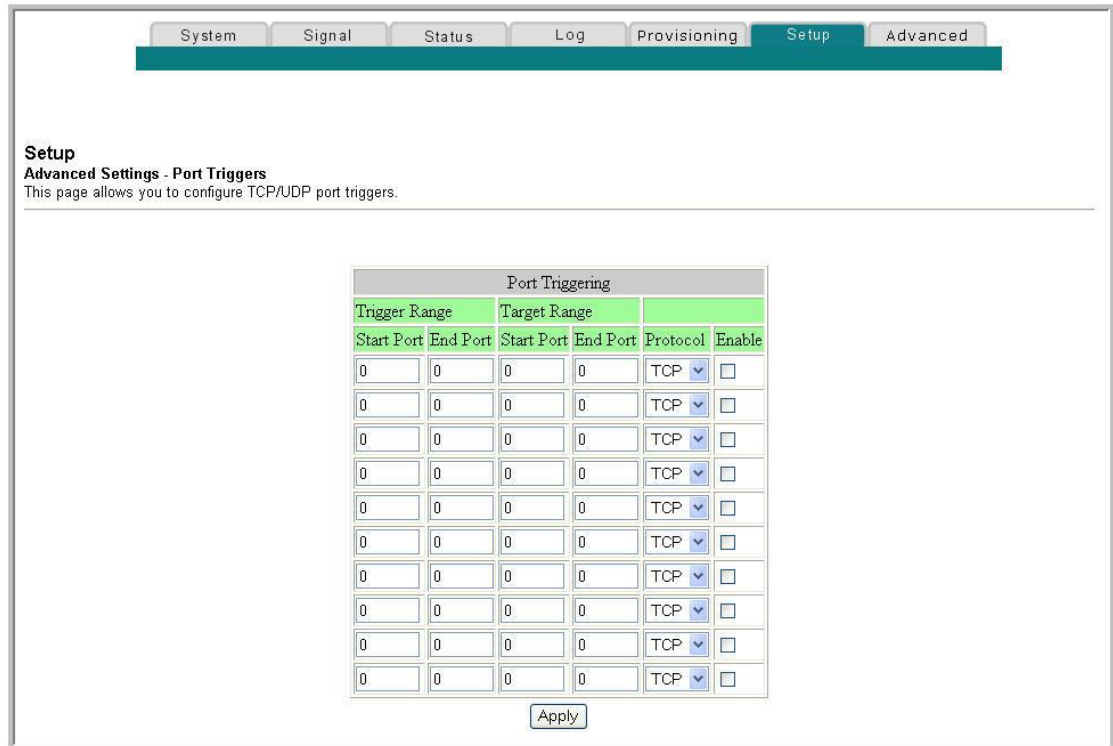 System Signal Status Log Provisioning Setup Advanced
Setup
Advanced Settings - Port Triggers
This page allows you to configure TCP/UDP port triggers.
Port Triggering
Trigger Range Target Range
Start Port End Port Start Port End Port Protocol Enable
0 0 0 0 TCP
0 0 0 0 TCP
0 0 0 0 TCP
0 0 0 0 TCP
0 0 0 0 TCP
0 0 0 0 TCP
0 0 0 0 TCP
0 0 0 0 TCP
0 0 0 0 TCP
0 0 0 0 TCP
Apply